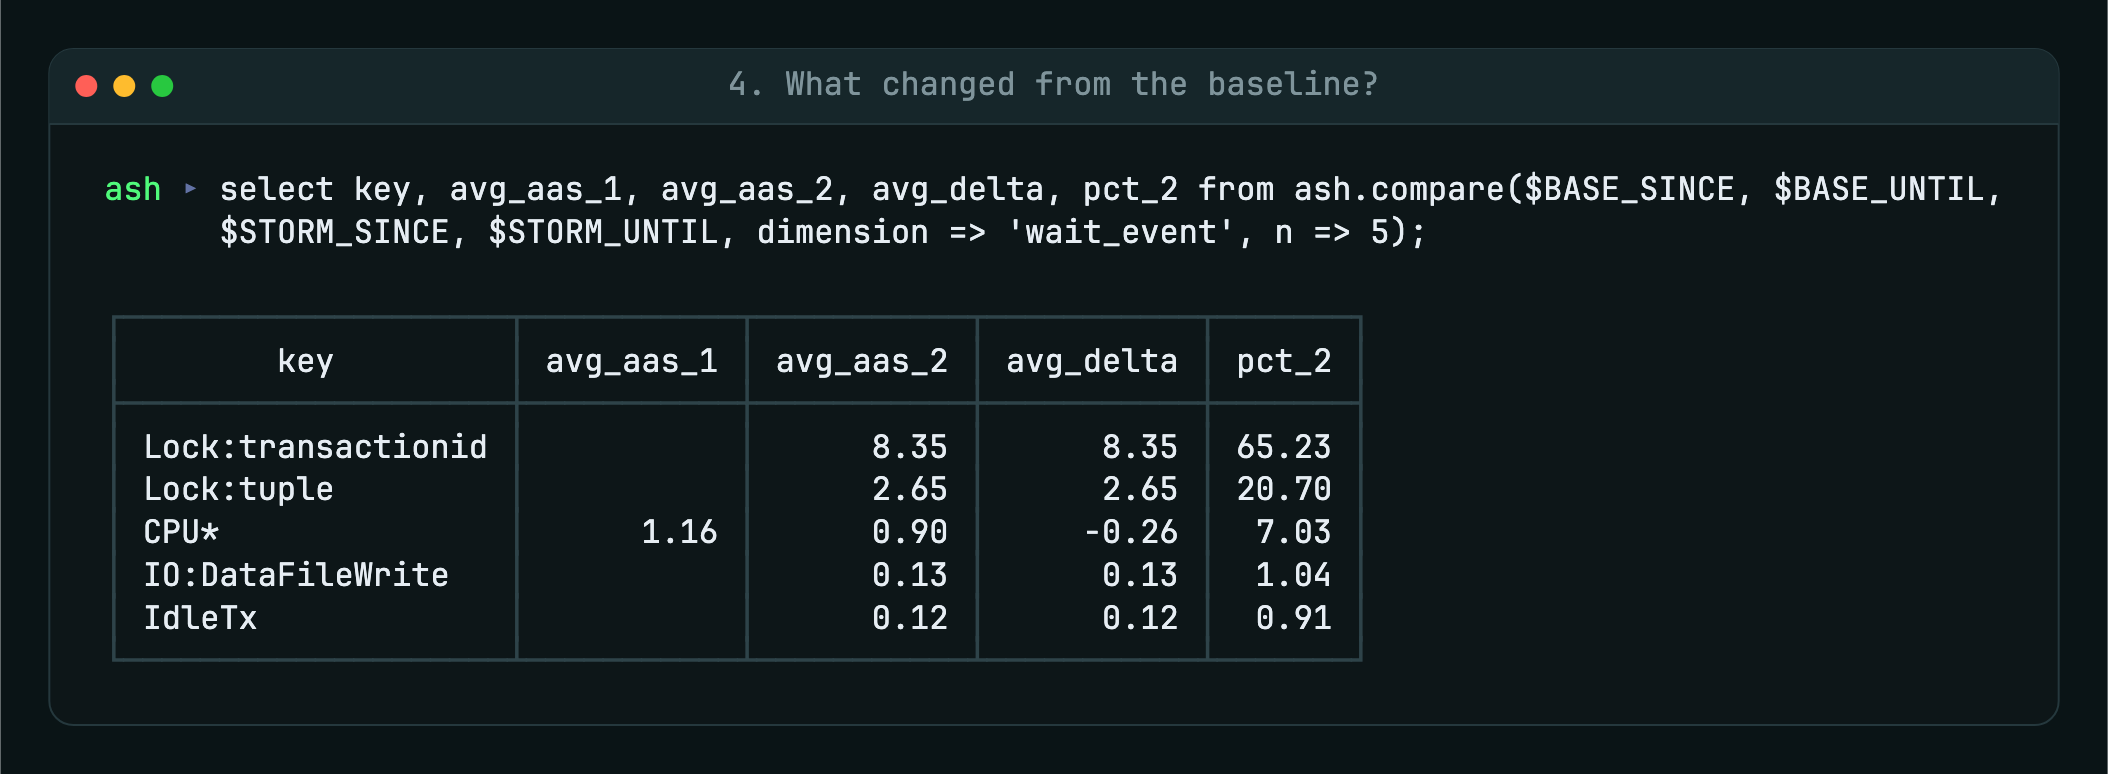 4. What changed from the baseline?
ash ▸ select key, avg_aas_1, avg_aas_2, avg_delta, pct_2 from ash.compare($BASE_SINCE, $BASE_UNTIL,
$STORM_SINCE, $STORM_UNTIL, dimension => 'wait_event', n => 5);
key avg_aas_1 avg_aas_2 avg_delta pct_2
Lock:transactionid 8.35 8.35 65.23
Lock:tuple 2.65 2.65 20.70
CPU* 1.16 0.90 -0.26 7.03
IO:DataFileWrite 0.13 0.13 1.04
IdleTx 0.12 0.12 0.91